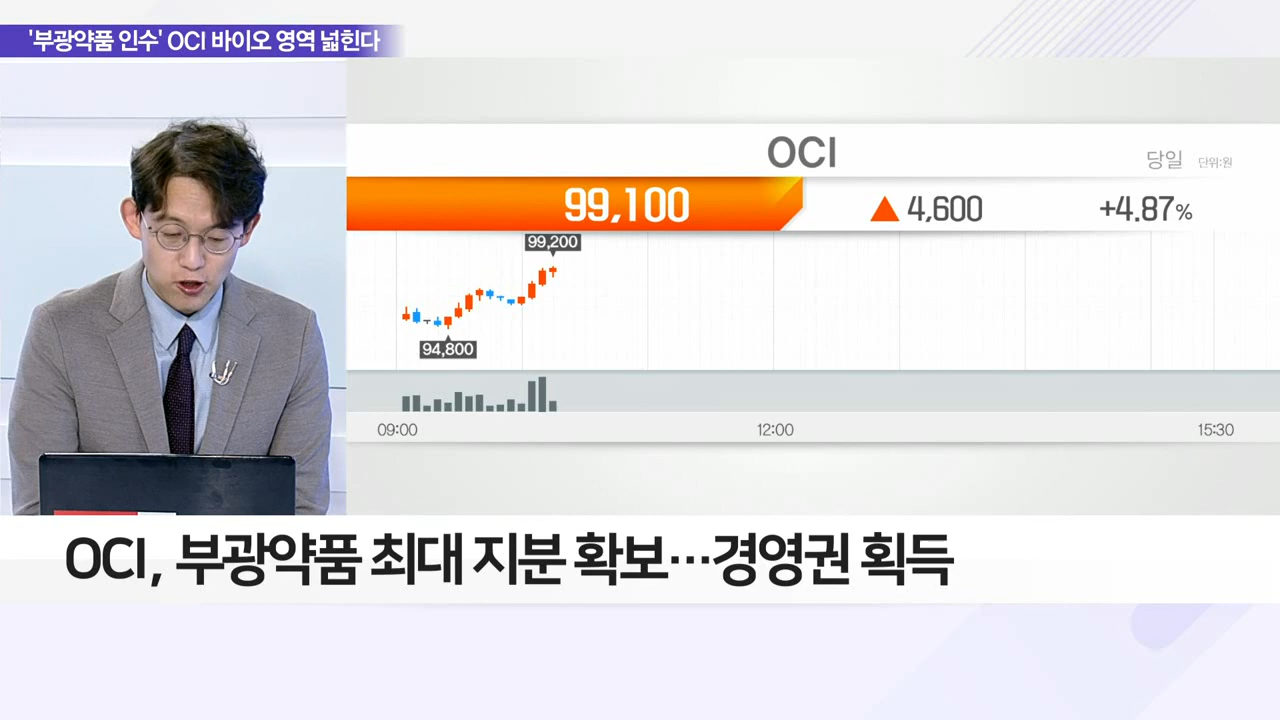 '부광약품 인수' OCI 바이오 영역 넓힌다
OCI
당일 단위:원
99,100 ▲ 4,600 +4.87%
99,200
94,800
09:00 12:00 15:30
OCI, 부광약품 최대 지분 확보…경영권 획득